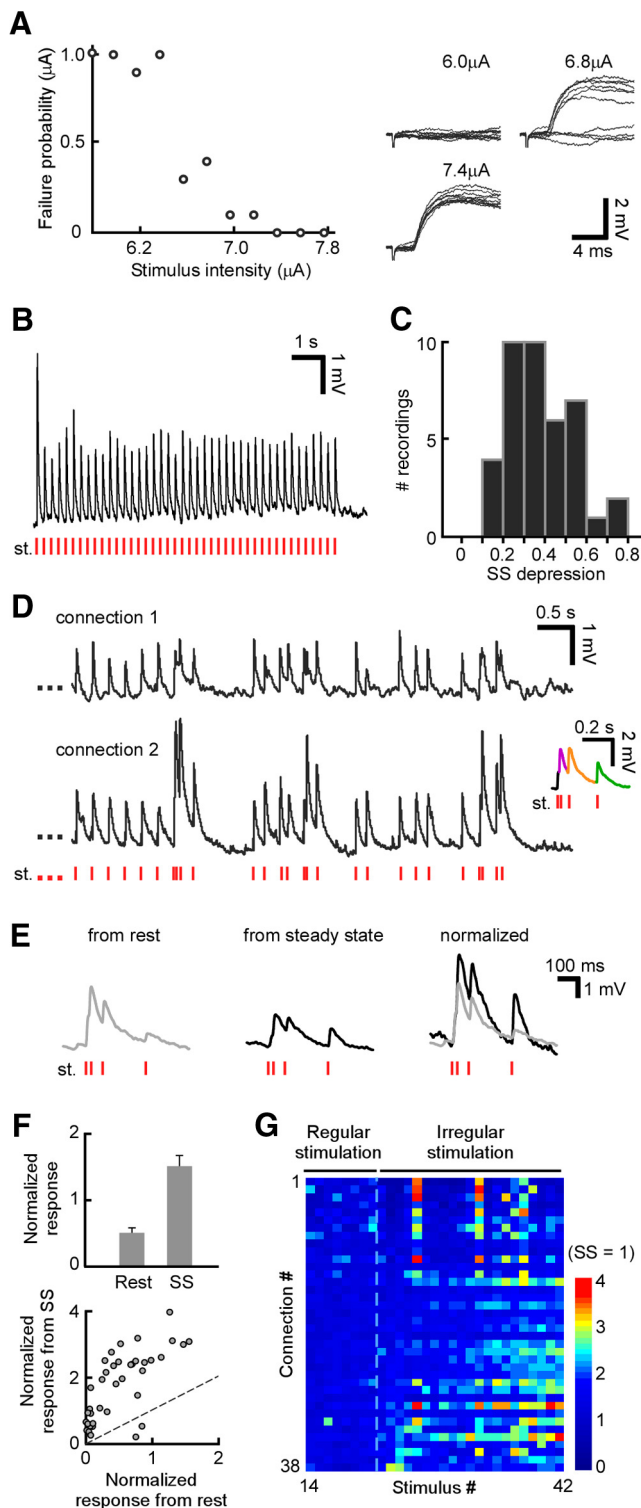 A
Failure probability (μA)
1.0
0.5
0
6.2
7.0
7.8
Stimulus intensity (μA)
6.0μA
6.8μA
7.4μA
2 mV
4 ms
B
1 s
1 mV
st.
C
# recordings
10
5
0
0
0.2
0.4
0.6
0.8
SS depression
D
connection 1
0.5 s
1 mV
connection 2
0.2 s
2 mV
st.
st.
E
from rest
from steady state
normalized
100 ms
1 mV
st.
F
Normalized
response
2
1
0
Rest
SS
Normalized
response from SS
4
2
0
0
1
2
Normalized
response from rest
G
Regular
stimulation
Irregular
stimulation
Connection #
1
38
14
Stimulus #
42
(SS = 1)
4
3
2
1
0